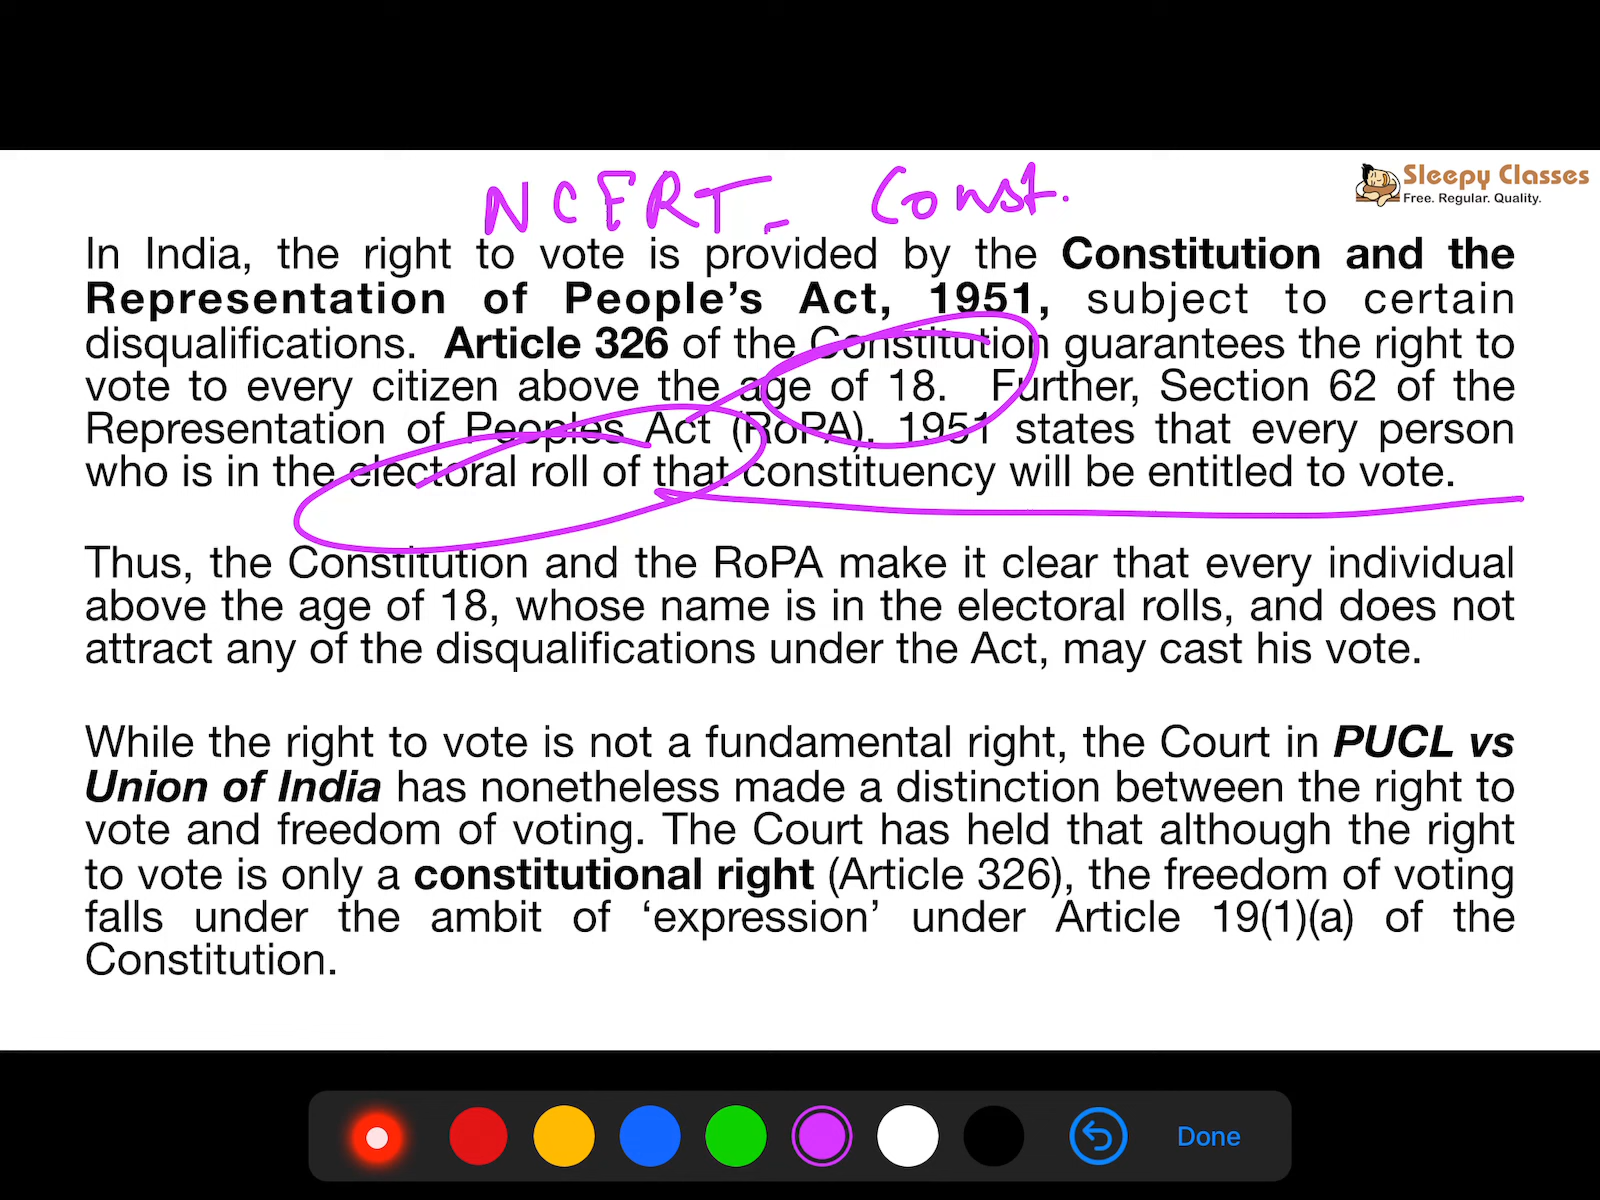 NCERT - Const.
Sleepy Classes
Free. Regular. Quality.
In India, the right to vote is provided by the Constitution and the
Representation of People’s Act, 1951, subject to certain
disqualifications. Article 326 of the Constitution guarantees the right to
vote to every citizen above the age of 18. Further, Section 62 of the
Representation of Peoples Act (RoPA), 1951 states that every person
who is in the electoral roll of that constituency will be entitled to vote.
Thus, the Constitution and the RoPA make it clear that every individual
above the age of 18, whose name is in the electoral rolls, and does not
attract any of the disqualifications under the Act, may cast his vote.
While the right to vote is not a fundamental right, the Court in PUCL vs
Union of India has nonetheless made a distinction between the right to
vote and freedom of voting. The Court has held that although the right
to vote is only a constitutional right (Article 326), the freedom of voting
falls under the ambit of ‘expression’ under Article 19(1)(a) of the
Constitution.
Done